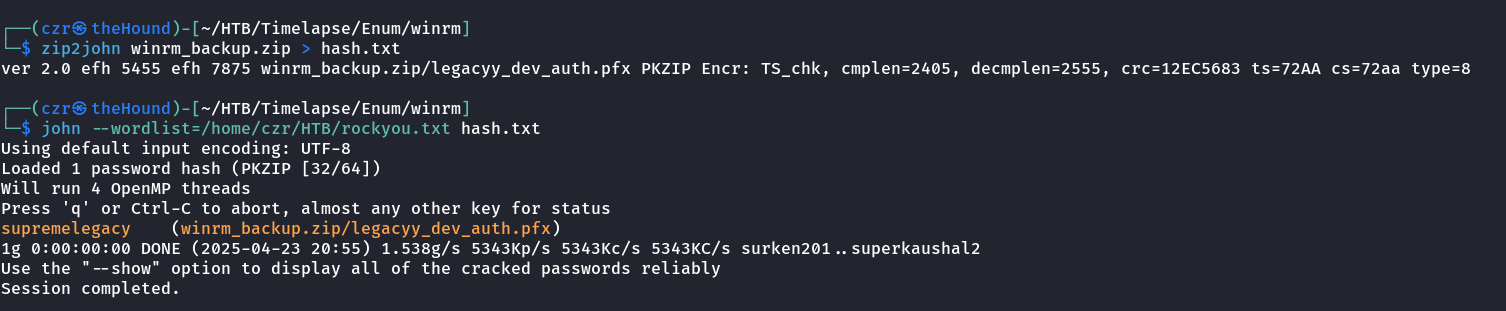 ┌──(czr㉿theHound)-[~/HTB/Timelapse/Enum/winrm]
└─$ zip2john winrm_backup.zip > hash.txt
ver 2.0 efh 5455 efh 7875 winrm_backup.zip/legacyy_dev_auth.pfx PKZIP Encr: TS_chk, cmplen=2405, decmplen=2555, crc=12EC5683 ts=72AA cs=72aa type=8
┌──(czr㉿theHound)-[~/HTB/Timelapse/Enum/winrm]
└─$ john --wordlist=/home/czr/HTB/rockyou.txt hash.txt
Using default input encoding: UTF-8
Loaded 1 password hash (PKZIP [32/64])
Will run 4 OpenMP threads
Press 'q' or Ctrl-C to abort, almost any other key for status
supremelegacy    (winrm_backup.zip/legacyy_dev_auth.pfx)
1g 0:00:00:00 DONE (2025-04-23 20:55) 1.538g/s 5343Kp/s 5343Kc/s 5343KC/s surken201..superkaushal2
Use the "--show" option to display all of the cracked passwords reliably
Session completed.